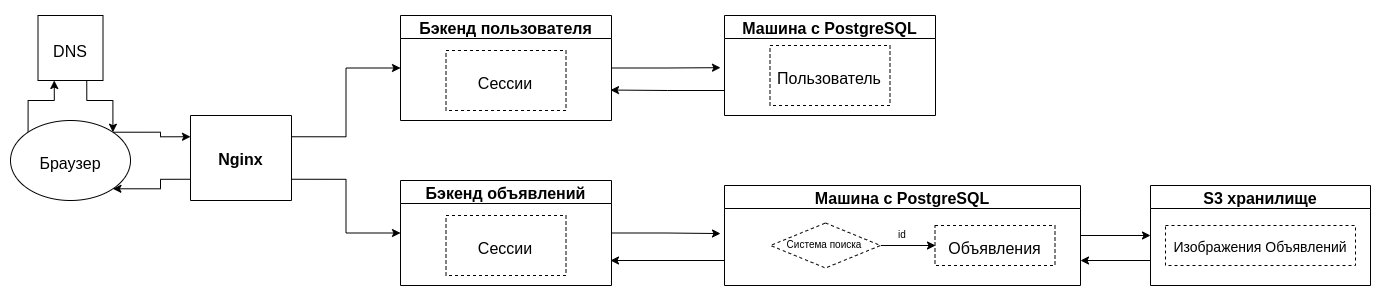 DNS
Браузер
Nginx
Бэкенд пользователя
Сессии
Машина с PostgreSQL
Пользователь
Бэкенд объявлений
Сессии
Машина с PostgreSQL
Система поиска
id
Объявления
S3 хранилище
Изображения Объявлений